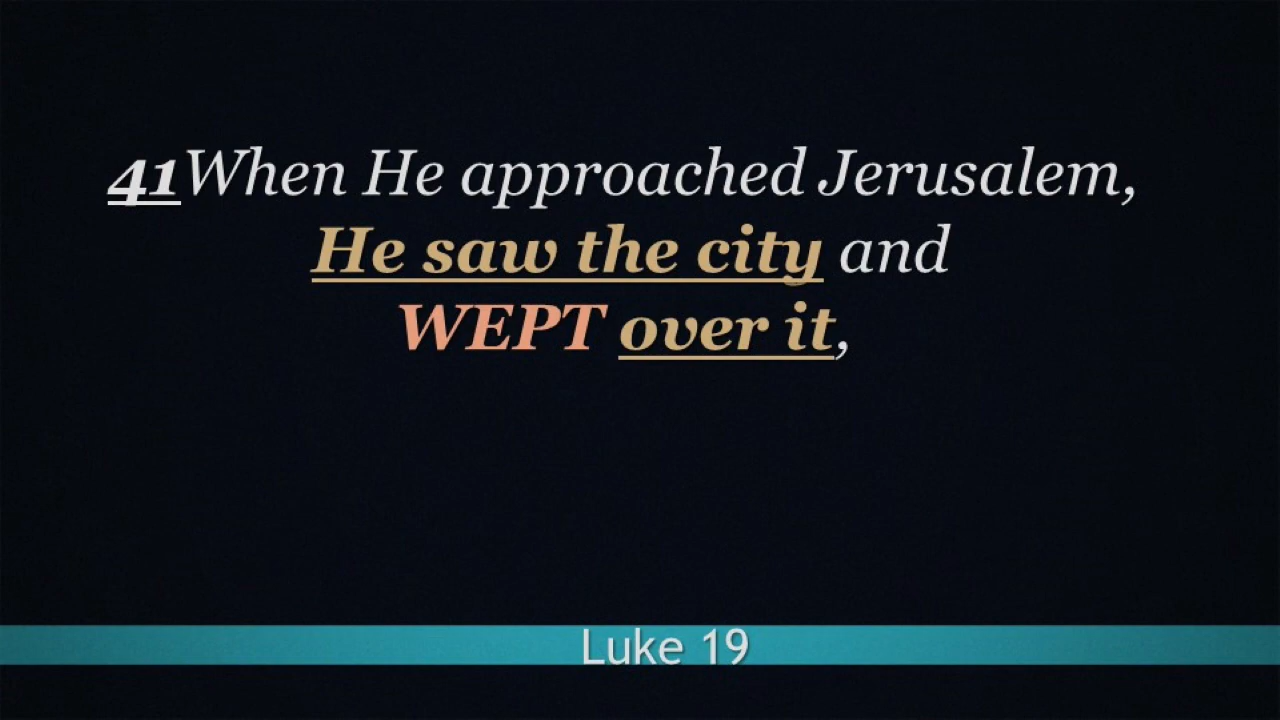 41When He approached Jerusalem,
He saw the city and
WEPT over it,
Luke 19